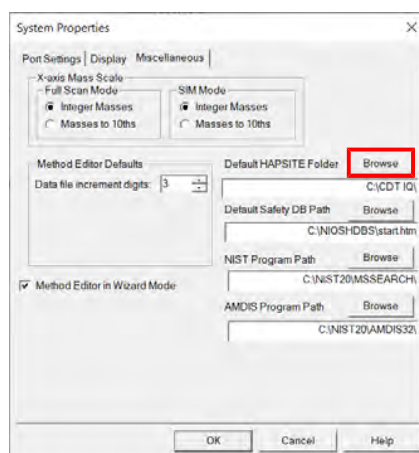 System Properties
Port Settings Display Miscellaneous
X-axis Mass Scale
Full Scan Mode
Integer Masses
Masses to 10ths
SIM Mode
Integer Masses
Masses to 10ths
Method Editor Defaults
Data file increment digits: 3
Method Editor in Wizard Mode
Default HAPSITE Folder Browse
C:\CDT IQ\
Default Safety DB Path Browse
C:\NIOSHDBS\start.htm
NIST Program Path Browse
C:\NIST20\MSSEARCH\
AMDIS Program Path Browse
C:\NIST20\AMDIS32\
OK Cancel Help